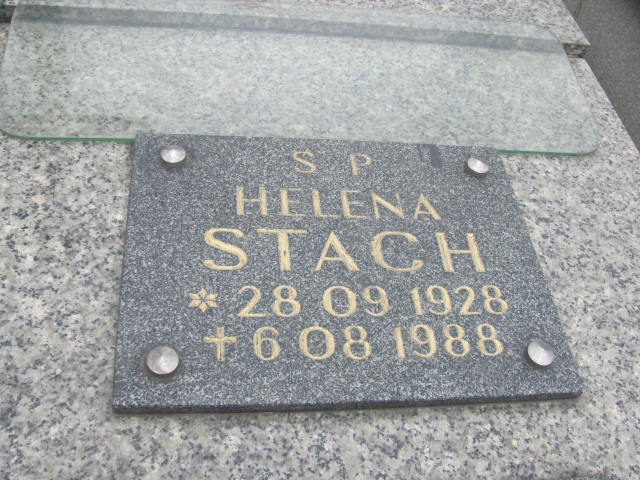 S P
HELENA
STACH
* 28 09 1928
✝ 6 08 1988